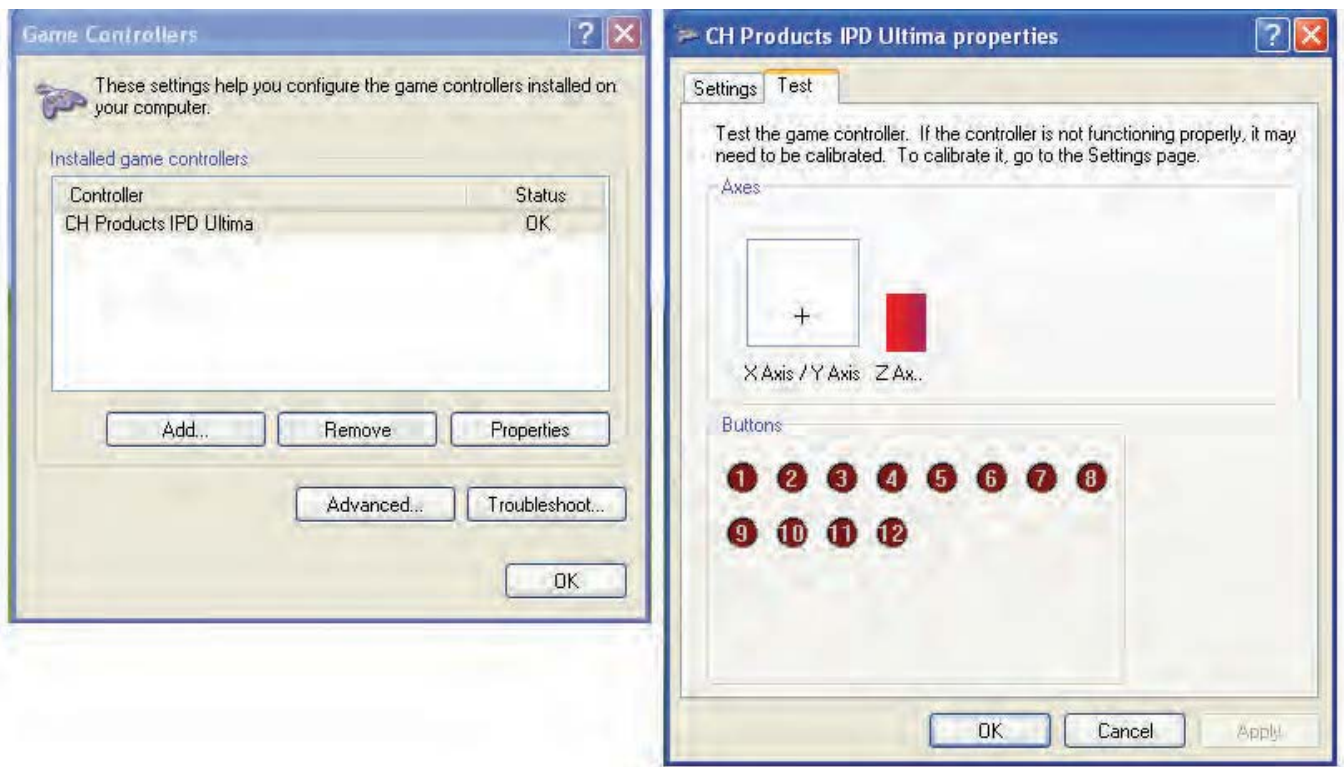 Game Controllers
These settings help you configure the game controllers installed on
your computer.
Installed game controllers
Controller Status
CH Products IPD Ultima OK
Add... Remove Properties
Advanced... Troubleshoot...
OK
CH Products IPD Ultima properties
Settings Test
Test the game controller. If the controller is not functioning properly, it may
need to be calibrated. To calibrate it, go to the Settings page.
Axes
X Axis / Y Axis Z Ax..
Buttons
1 2 3 4 5 6 7 8
9 10 11 12
OK Cancel Apply